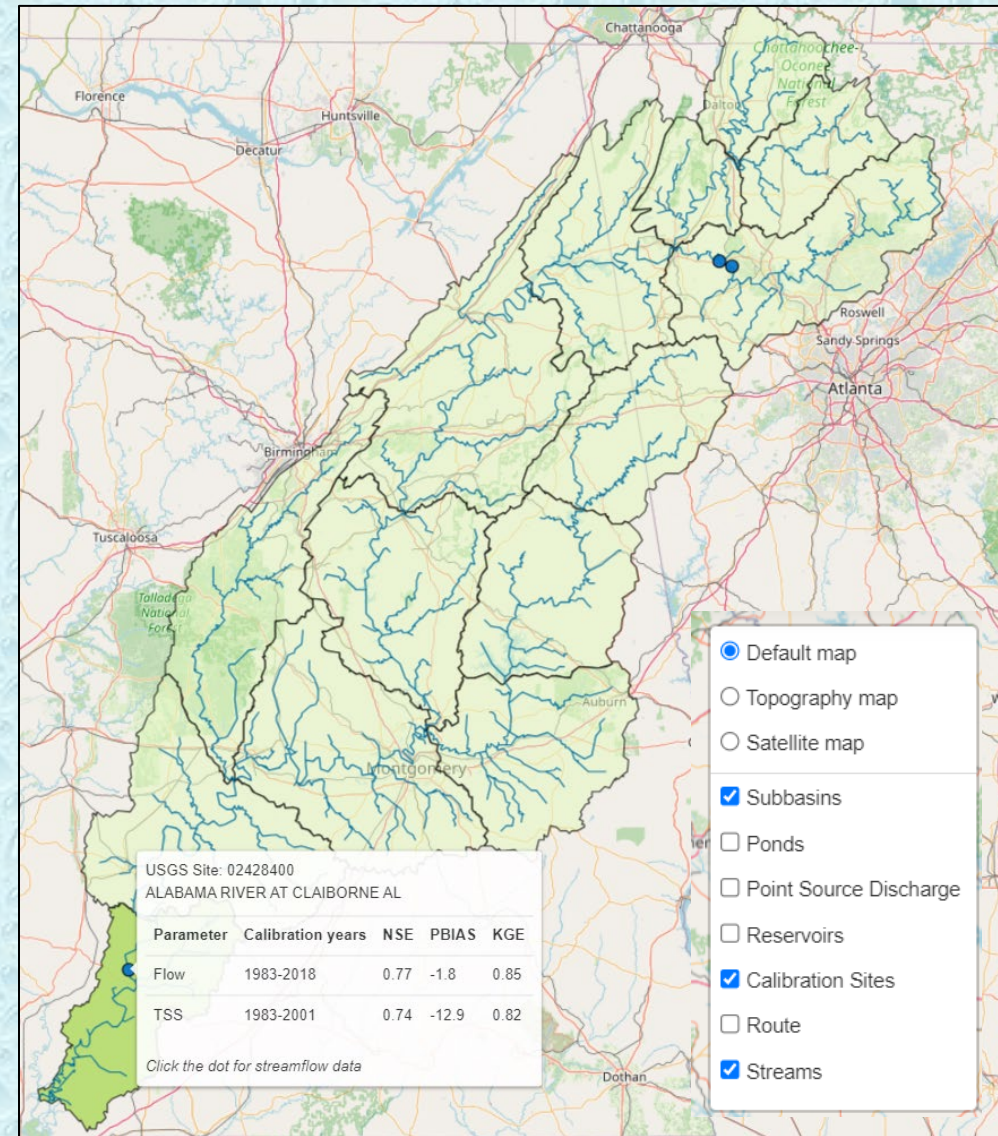 Chattanooga
Chattahoochee-
Oconee
National
Forest
Florence
Huntsville
Dalton
Decatur
Roswell
Sandy Springs
Atlanta
Birmingham
Tuscaloosa
Talladega
National
Forest
Auburn
Montgomery
Dothan
Default map
Topography map
Satellite map
Subbasins
Ponds
Point Source Discharge
Reservoirs
Calibration Sites
Route
Streams
USGS Site: 02428400
ALABAMA RIVER AT CLAIBORNE AL
Parameter Calibration years NSE PBIAS KGE
Flow 1983-2018 0.77 -1.8 0.85
TSS 1983-2001 0.74 -12.9 0.82
Click the dot for streamflow data